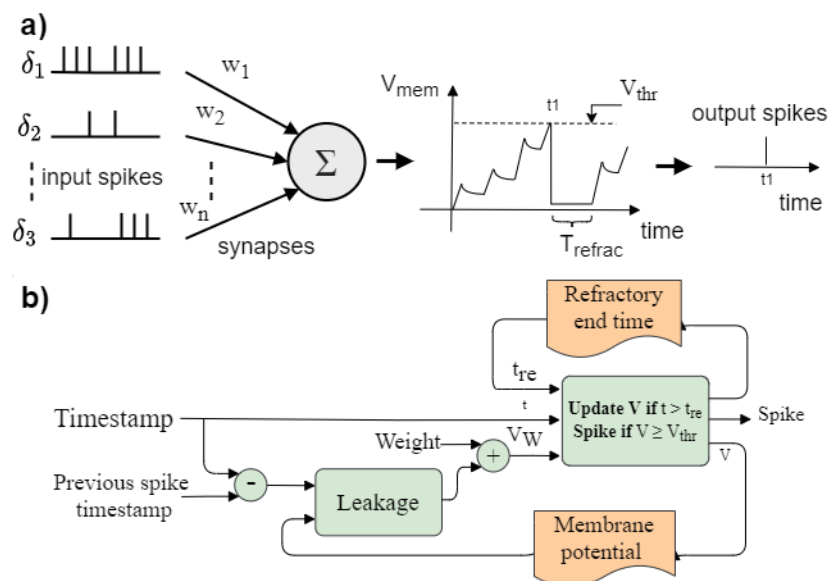 a)
δ1
w1
δ2
w2
input spikes
δ3
wn
synapses
Σ
Vmem
t1
Vthr
Trefrac
time
output spikes
t1
time
b)
Refractory
end time
tre
t
Timestamp
Update V if t > tre
Spike if V ≥ Vthr
Spike
Weight
VW
+
V
Previous spike
timestamp
-
Leakage
Membrane
potential